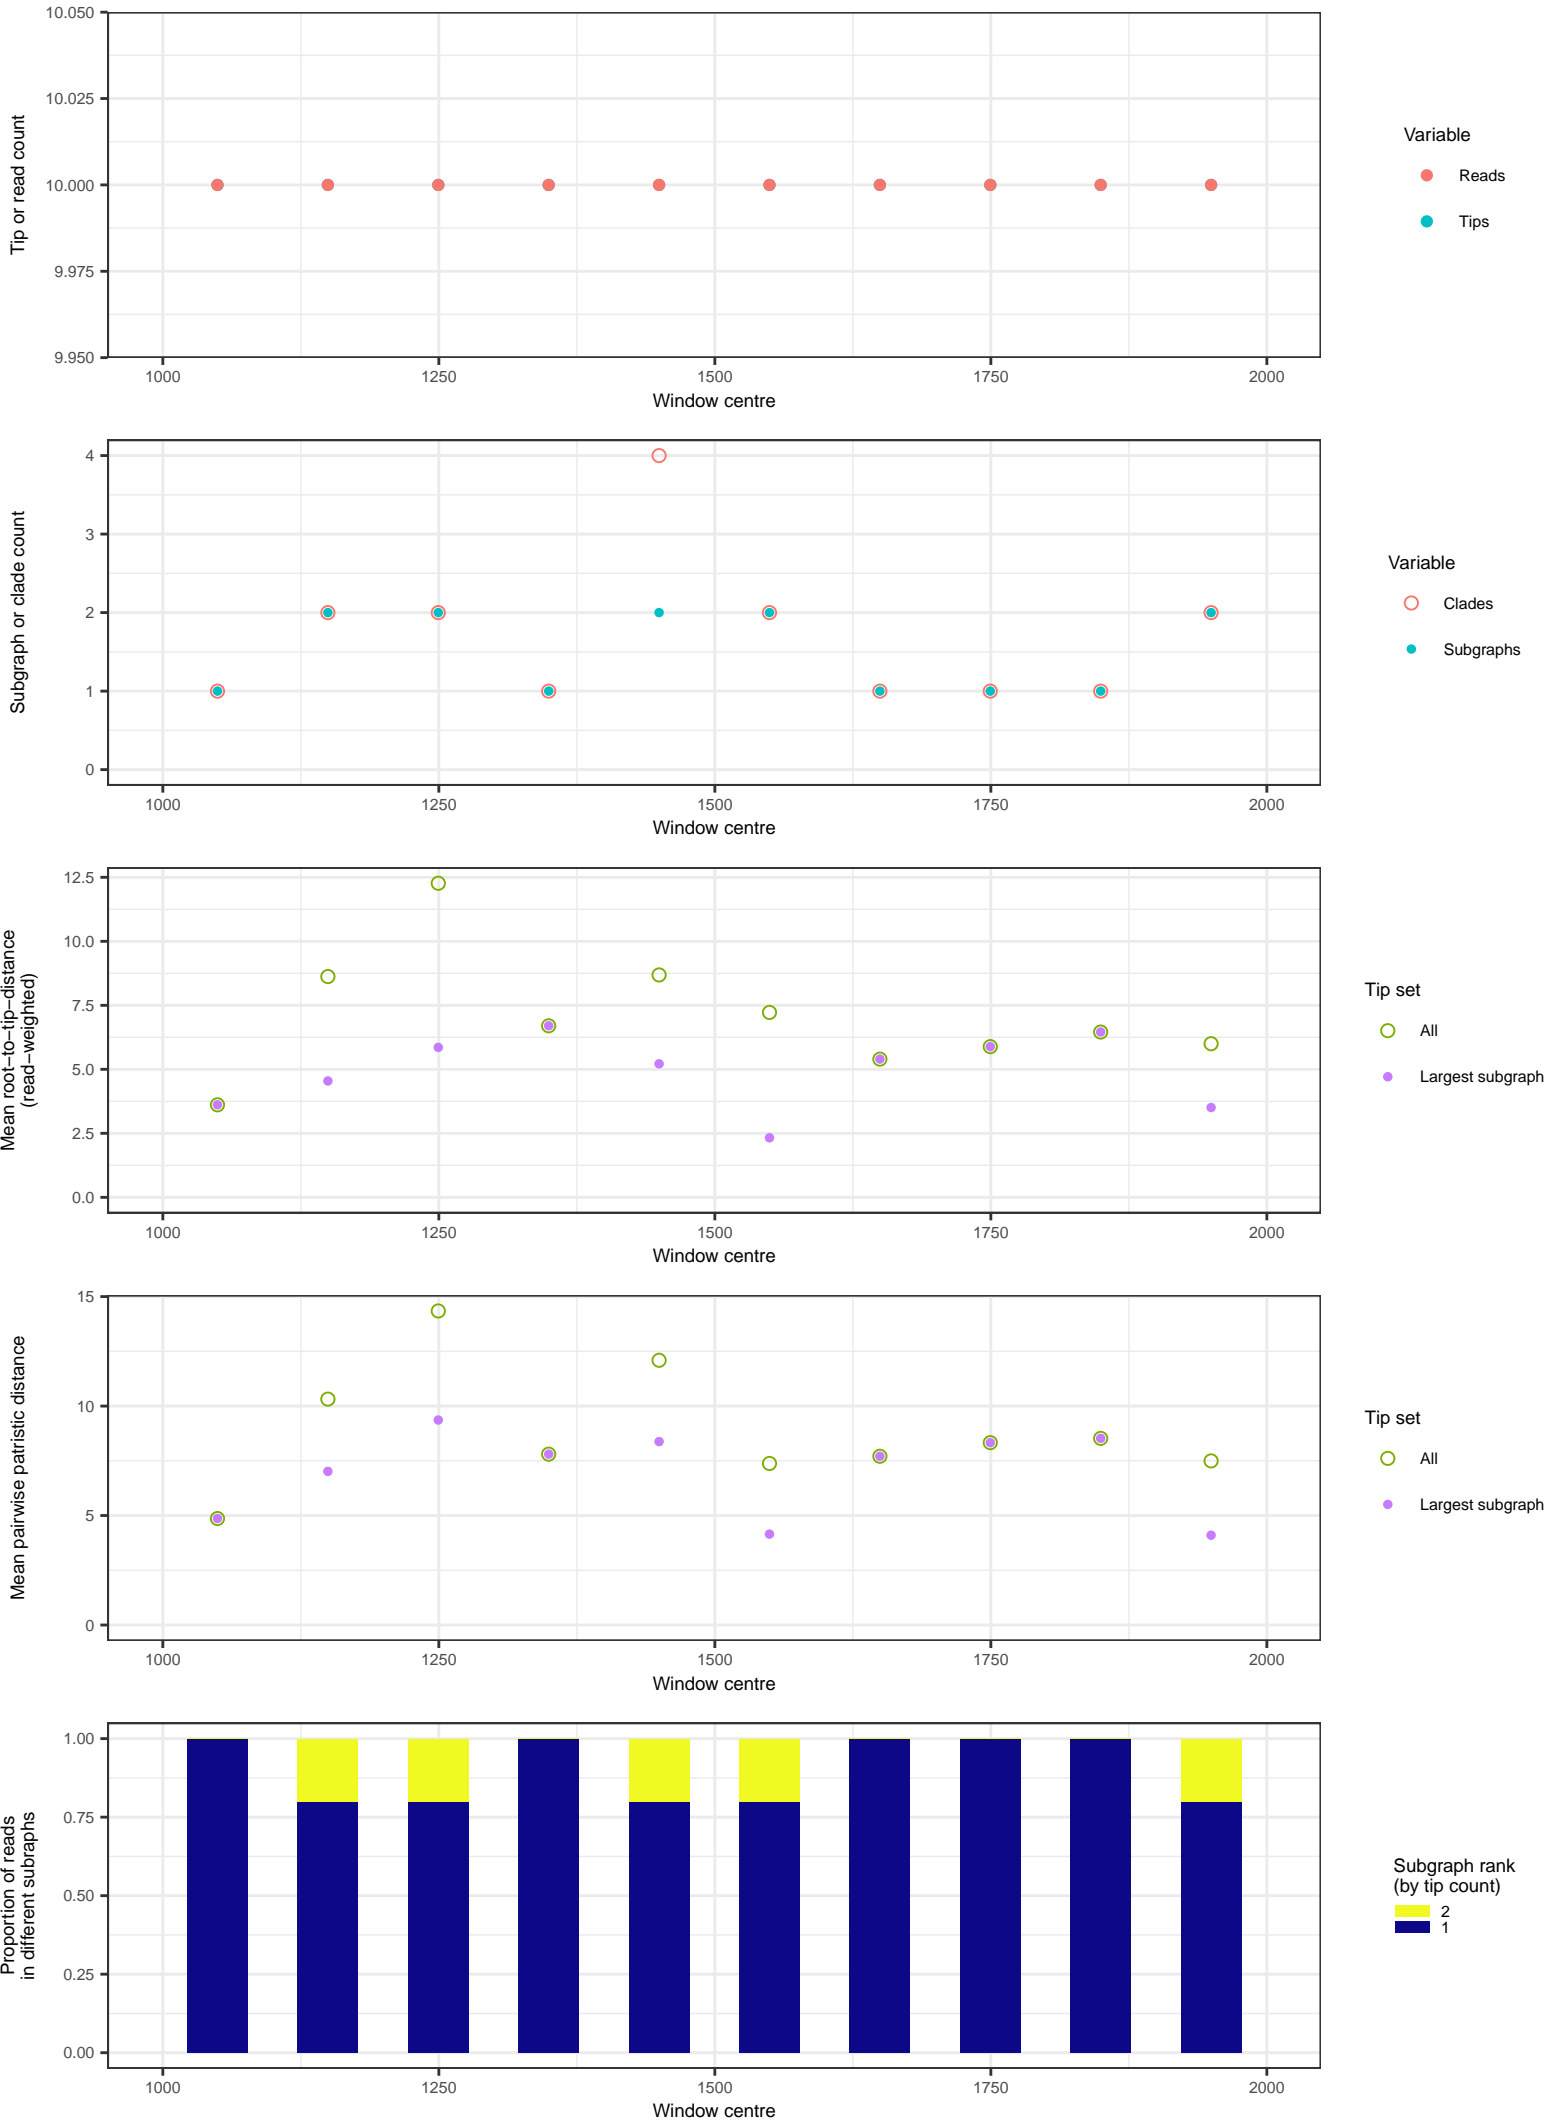 10.050
10.025
10.000
9.975
9.950
Tip or read count
1000 1250 1500 1750 2000
Window centre
Variable
Reads
Tips
4
3
2
1
0
Subgraph or clade count
1000 1250 1500 1750 2000
Window centre
Variable
Clades
Subgraphs
12.5
10.0
7.5
5.0
2.5
0.0
Mean root−to−tip−distance
(read−weighted)
1000 1250 1500 1750 2000
Window centre
Tip set
All
Largest subgraph
15
10
5
0
Mean pairwise patristic distance
1000 1250 1500 1750 2000
Window centre
Tip set
All
Largest subgraph
1.00
0.75
0.50
0.25
0.00
Proportion of reads
in different subraphs
1000 1250 1500 1750 2000
Window centre
Subgraph rank
(by tip count)
2
1